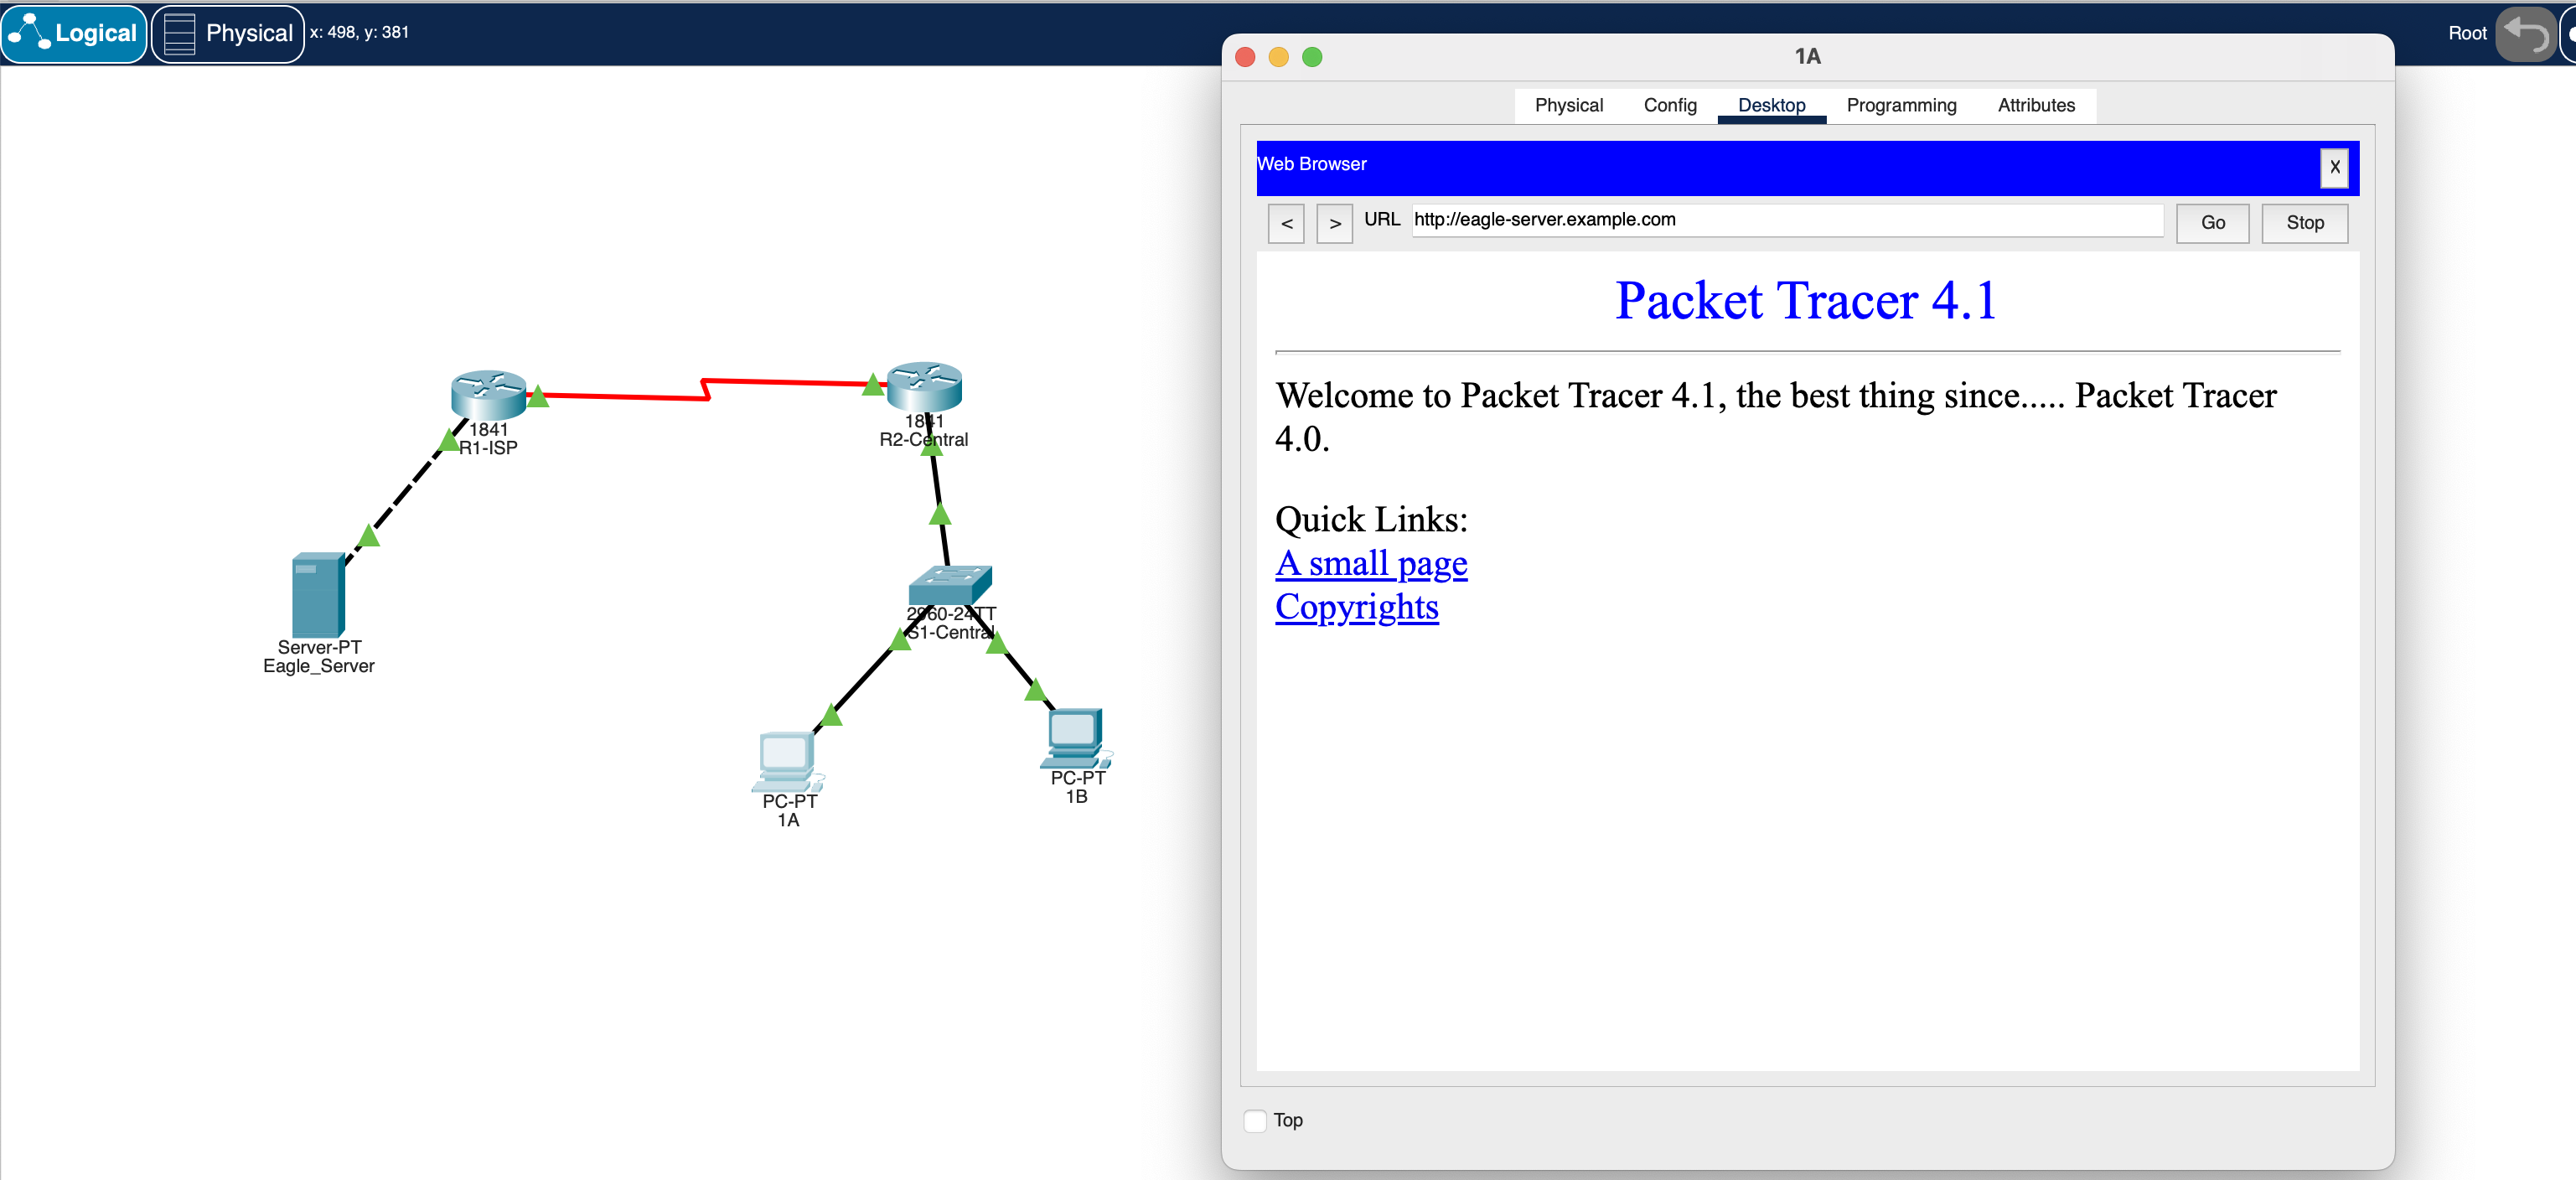 Logical
Physical
x: 498, y: 381
Root
1A
Physical
Config
Desktop
Programming
Attributes
Web Browser
X
<
>
URL
http://eagle-server.example.com
Go
Stop
Packet Tracer 4.1
Welcome to Packet Tracer 4.1, the best thing since..... Packet Tracer
4.0.
Quick Links:
A small page
Copyrights
Top
1841
R1-ISP
1841
R2-Central
2960-24TT
S1-Central
Server-PT
Eagle_Server
PC-PT
1A
PC-PT
1B